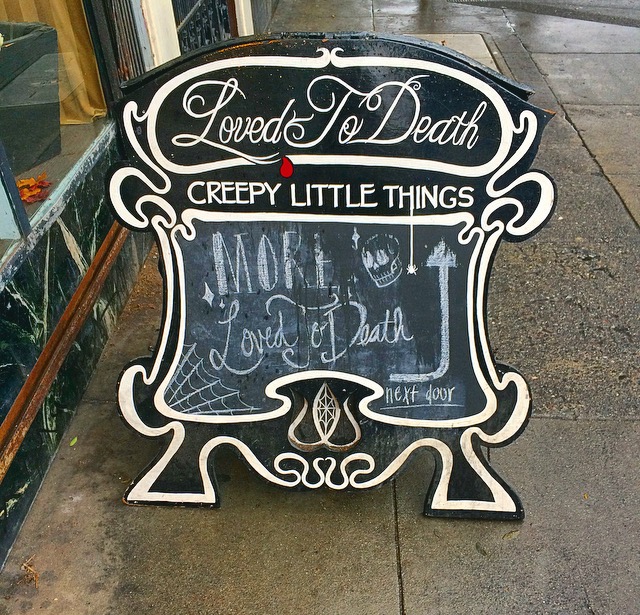 Loved To Death
CREEPY LITTLE THINGS
MORE
Loved To Death
next door